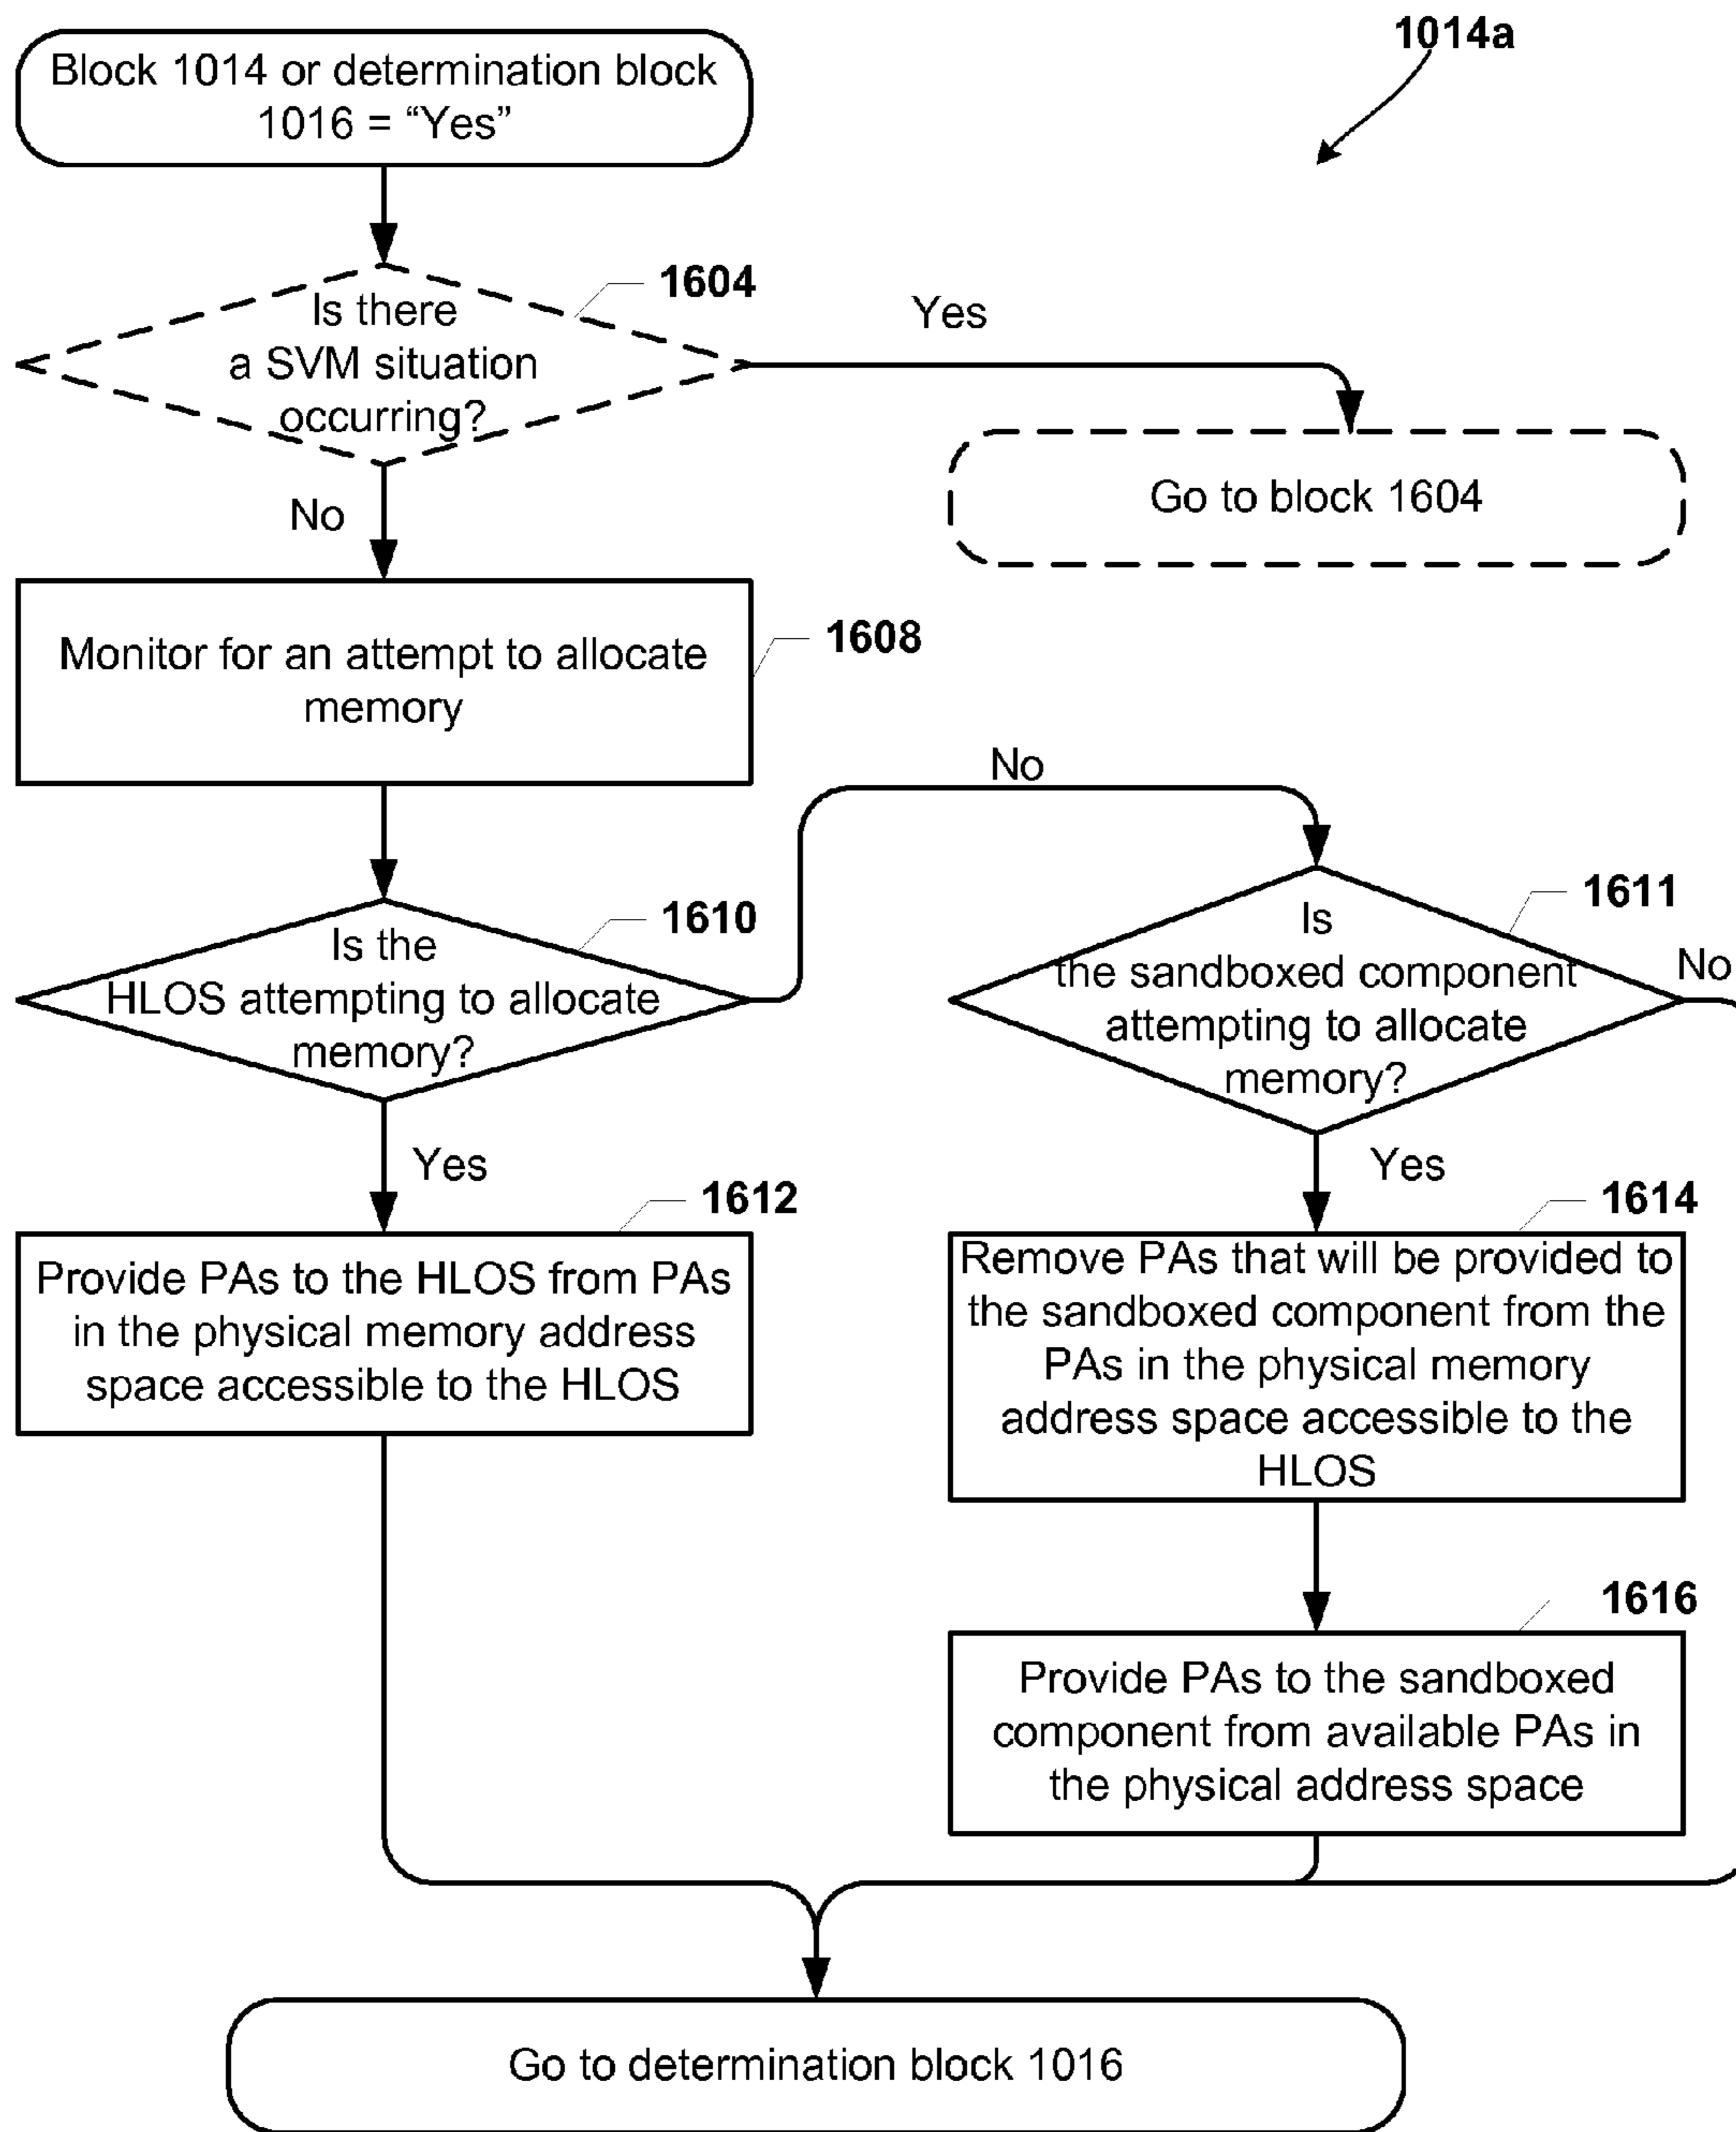 1014a
Block 1014 or determination block
1016 = “Yes”
1604
Is there
a SVM situation
occurring?
Yes
Go to block 1604
No
Monitor for an attempt to allocate
memory
1608
No
1610
Is the
HLOS attempting to allocate
memory?
1611
Is
the sandboxed component
attempting to allocate
memory?
No
Yes
Yes
1612
Provide PAs to the HLOS from PAs
in the physical memory address
space accessible to the HLOS
1614
Remove PAs that will be provided to
the sandboxed component from the
PAs in the physical memory
address space accessible to the
HLOS
1616
Provide PAs to the sandboxed
component from available PAs in
the physical address space
Go to determination block 1016